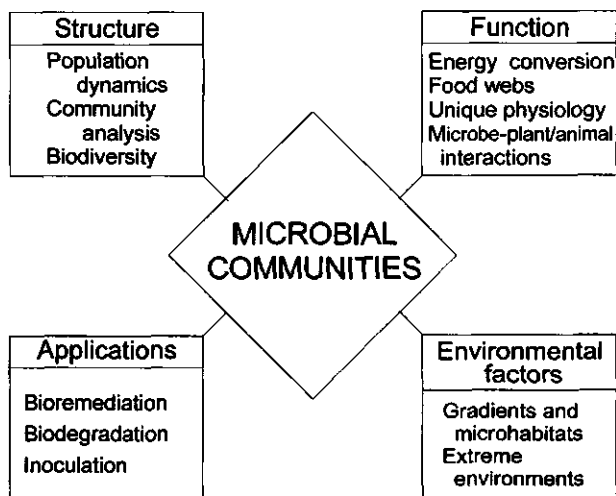 Structure
Population
dynamics
Community
analysis
Biodiversity
Function
Energy conversion
Food webs
Unique physiology
Microbe-plant/animal
interactions
MICROBIAL
COMMUNITIES
Applications
Bioremediation
Biodegradation
Inoculation
Environmental
factors
Gradients and
microhabitats
Extreme
environments